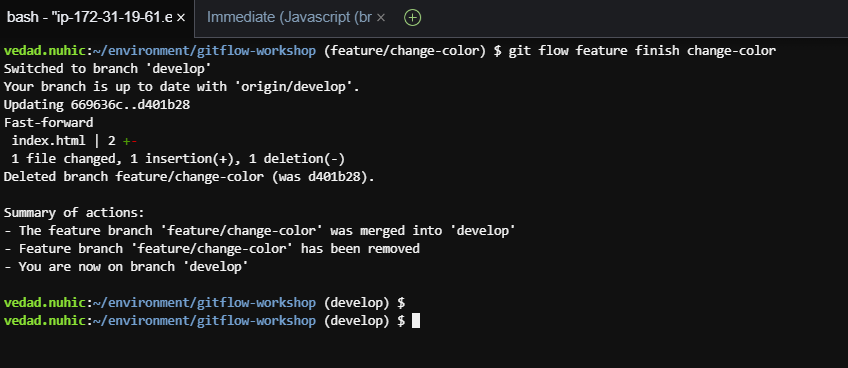 bash - "ip-172-31-19-61.e ×
Immediate (Javascript (br ×
vedad.nuhic:~/environment/gitflow-workshop (feature/change-color) $ git flow feature finish change-color
Switched to branch 'develop'
Your branch is up to date with 'origin/develop'.
Updating 669636c..d401b28
Fast-forward
 index.html | 2 +-
 1 file changed, 1 insertion(+), 1 deletion(-)
Deleted branch feature/change-color (was d401b28).

Summary of actions:
- The feature branch 'feature/change-color' was merged into 'develop'
- Feature branch 'feature/change-color' has been removed
- You are now on branch 'develop'

vedad.nuhic:~/environment/gitflow-workshop (develop) $
vedad.nuhic:~/environment/gitflow-workshop (develop) $